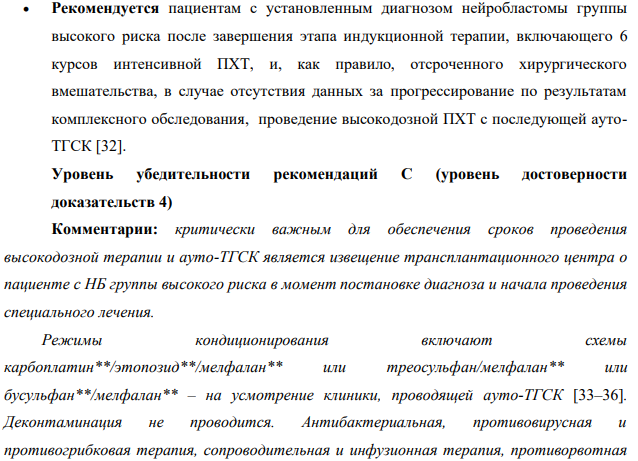 • Рекомендуется пациентам с установленным диагнозом нейробластомы группы
высокого риска после завершения этапа индукционной терапии, включающего 6
курсов интенсивной ПХТ, и, как правило, отсроченного хирургического
вмешательства, в случае отсутствия данных за прогрессирование по результатам
комплексного обследования, проведение высокодозной ПХТ с последующей ауто-
ТГСК [32].
Уровень убедительности рекомендаций С (уровень достоверности
доказательств 4)
Комментарии: критически важным для обеспечения сроков проведения
высокодозной терапии и ауто-ТГСК является извещение трансплантационного центра о
пациенте с НБ группы высокого риска в момент постановке диагноза и начала проведения
специального лечения.
Режимы кондиционирования включают схемы
карбоплатин**/этопозид**/мелфалан** или треосульфан/мелфалан** или
бусульфан**/мелфалан** – на усмотрение клиники, проводящей ауто-ТГСК [33–36].
Деконтаминация не проводится. Антибактериальная, противовирусная и
противогрибковая терапия, сопроводительная и инфузионная терапия, противорвотная